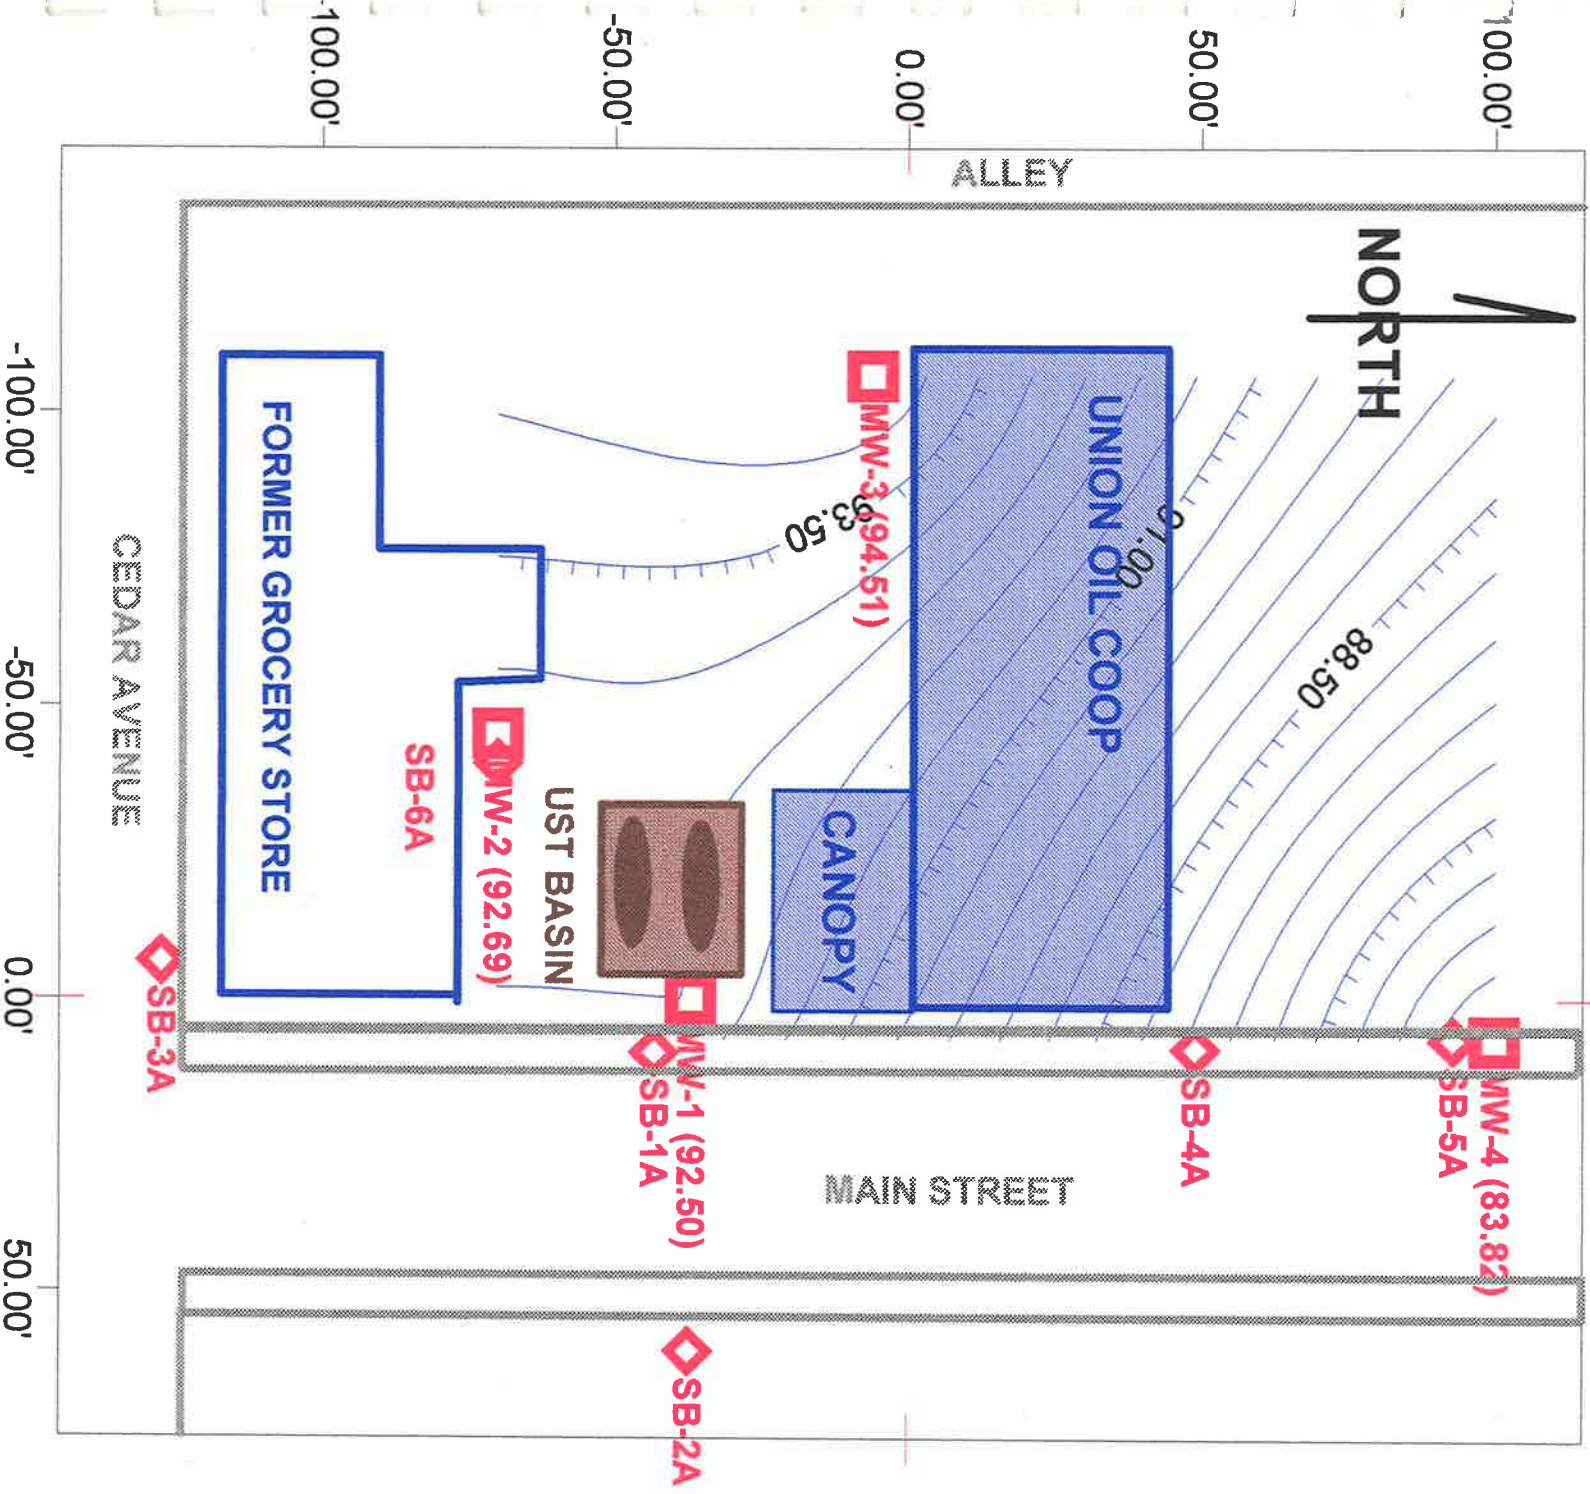 -100.00'
-50.00'
0.00'
50.00'
100.00'
ALLEY
NORTH
UNION OIL COOP
MW-3 (94.51)
93.50
91.00
88.50
FORMER GROCERY STORE
CEDAR AVENUE
SB-6A
MW-2 (92.69)
UST BASIN
CANOPY
SB-3A
SB-1A
MW-1 (92.50)
SB-4A
SB-5A
MW-4 (83.82)
MAIN STREET
SB-2A
-100.00'
-50.00'
0.00'
50.00'